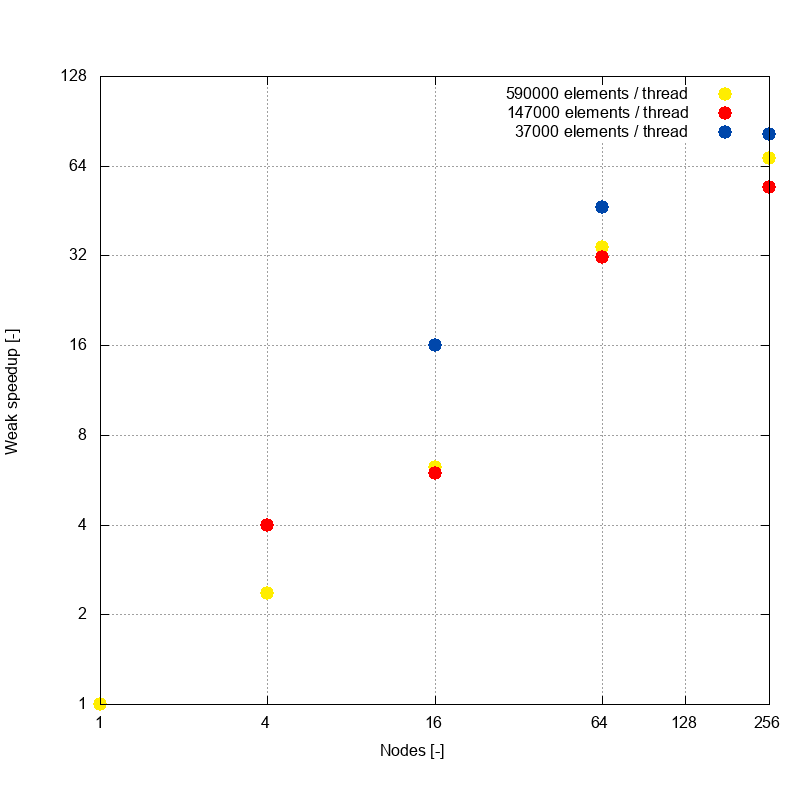 128
64
32
16
8
4
2
1
590000 elements / thread
147000 elements / thread
37000 elements / thread
Weak speedup [-]
1 4 16 64 128 256
Nodes [-]